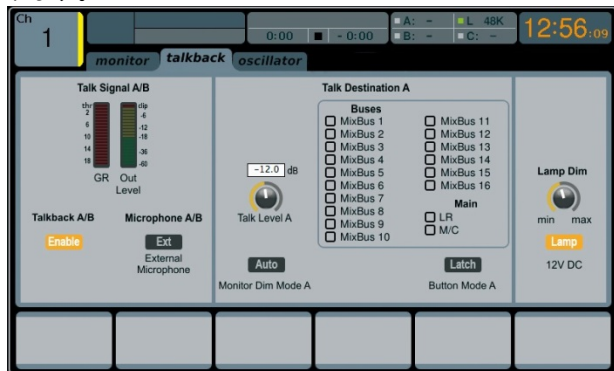 Ch
1
0:00 - 0:00
A: - L 48K
B: - C: -
12:56:09
monitor talkback oscillator
Talk Signal A/B
thr clip
2 -6
6 -12
10 -18
14 -36
18 -60
GR Out
Level
Talkback A/B Microphone A/B
Enable Ext
External
Microphone
Talk Destination A
-12.0 dB
Talk Level A
Auto
Monitor Dim Mode A
Buses
MixBus 1
MixBus 2
MixBus 3
MixBus 4
MixBus 5
MixBus 6
MixBus 7
MixBus 8
MixBus 9
MixBus 10
MixBus 11
MixBus 12
MixBus 13
MixBus 14
MixBus 15
MixBus 16
Main
LR
M/C
Latch
Button Mode A
Lamp Dim
min max
Lamp
12V DC